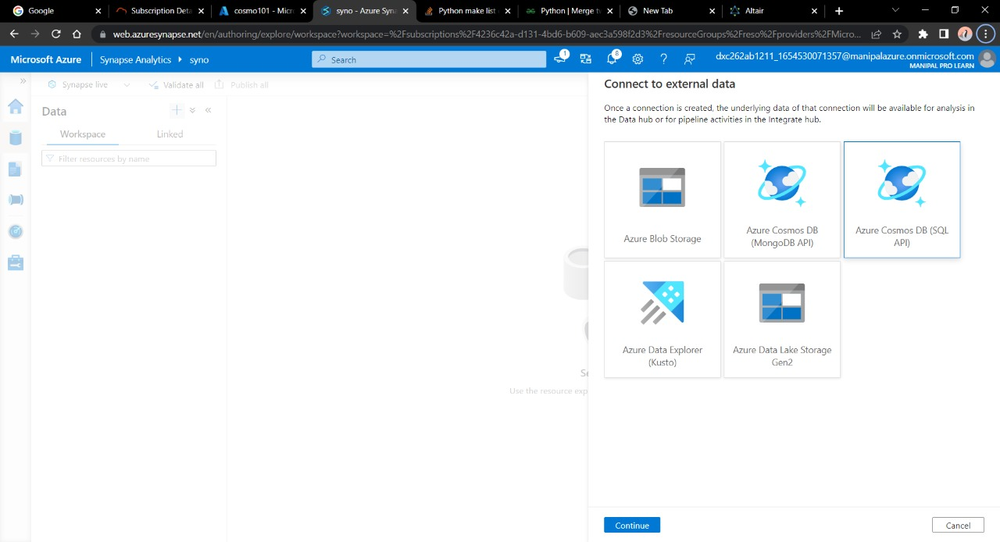 Google
Subscription Deta
cosmo101 - Micr
syno - Azure Syna
Python make list
Python | Merge tw
New Tab
Altair
web.azuresynapse.net/en/authoring/explore/workspace?workspace=%2Fsubscriptions%2F4236c42a-d131-4bd6-b609-aec3a598f2d3%2FresourceGroups%2Freso%2Fproviders%2FMicro...
Microsoft Azure
Synapse Analytics
syno
Search
1
8
dxc262ab1211_1654530071357@manipalazure.onmicrosoft.com
MANIPAL PRO LEARN
Synapse live
Validate all
Publish all
Data
Workspace
Linked
Filter resources by name
Se
Use the resource exp
Connect to external data
Once a connection is created, the underlying data of that connection will be available for analysis in
the Data hub or for pipeline activities in the Integrate hub.
Azure Blob Storage
Azure Cosmos DB
(MongoDB API)
Azure Cosmos DB (SQL
API)
Azure Data Explorer
(Kusto)
Azure Data Lake Storage
Gen2
Continue
Cancel